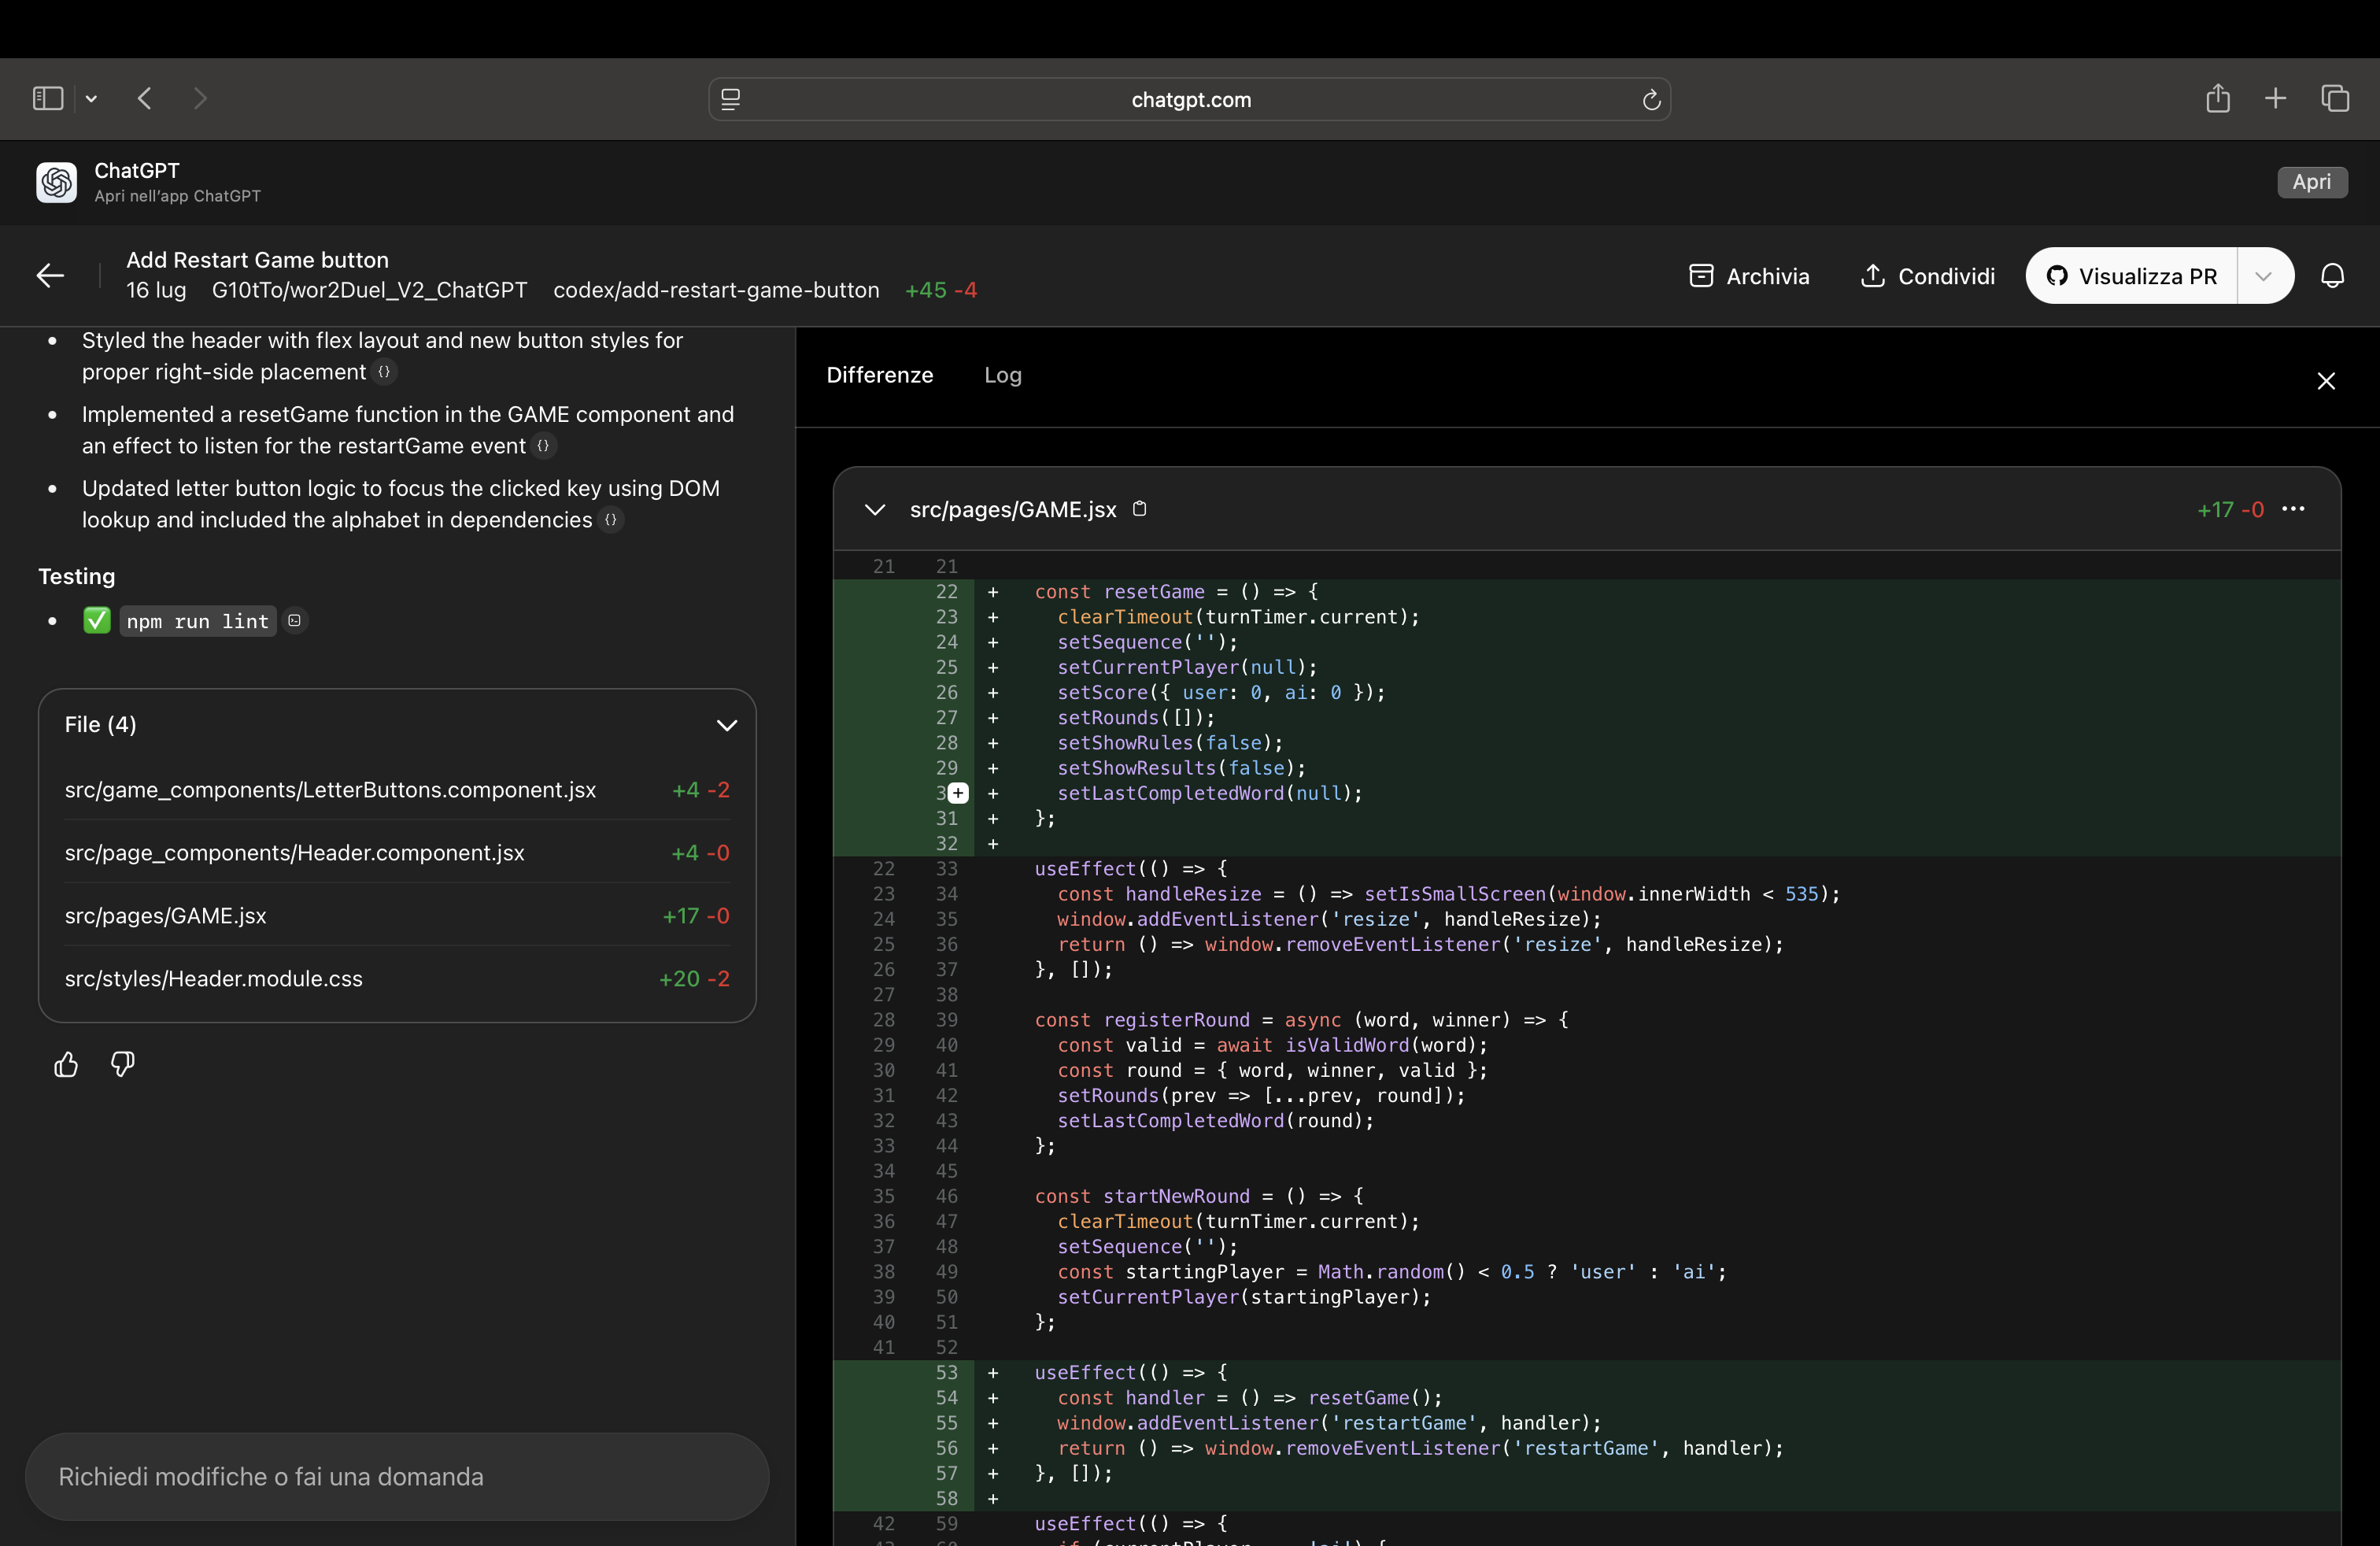 chatgpt.com
ChatGPT
Apri nell'app ChatGPT
Apri
Add Restart Game button
16 lug G10tTo/wor2Duel_V2_ChatGPT codex/add-restart-game-button +45 -4
Archivia
Condividi
Visualizza PR
• Styled the header with flex layout and new button styles for
proper right-side placement {}
• Implemented a resetGame function in the GAME component and
an effect to listen for the restartGame event {}
• Updated letter button logic to focus the clicked key using DOM
lookup and included the alphabet in dependencies {}
Testing
• ✅ npm run lint
File (4)
src/game_components/LetterButtons.component.jsx +4 -2
src/page_components/Header.component.jsx +4 -0
src/pages/GAME.jsx +17 -0
src/styles/Header.module.css +20 -2
Richiedi modifiche o fai una domanda
Differenze Log
src/pages/GAME.jsx +17 -0
21 21
22 + const resetGame = () => {
23 + clearTimeout(turnTimer.current);
24 + setSequence('');
25 + setCurrentPlayer(null);
26 + setScore({ user: 0, ai: 0 });
27 + setRounds([]);
28 + setShowRules(false);
29 + setShowResults(false);
3 + + setLastCompletedWord(null);
31 + };
32 +
22 33 useEffect(() => {
23 34 const handleResize = () => setIsSmallScreen(window.innerWidth < 535);
24 35 window.addEventListener('resize', handleResize);
25 36 return () => window.removeEventListener('resize', handleResize);
26 37 }, []);
27 38
28 39 const registerRound = async (word, winner) => {
29 40 const valid = await isValidWord(word);
30 41 const round = { word, winner, valid };
31 42 setRounds(prev => [...prev, round]);
32 43 setLastCompletedWord(round);
33 44 };
34 45
35 46 const startNewRound = () => {
36 47 clearTimeout(turnTimer.current);
37 48 setSequence('');
38 49 const startingPlayer = Math.random() < 0.5 ? 'user' : 'ai';
39 50 setCurrentPlayer(startingPlayer);
40 51 };
41 52
53 + useEffect(() => {
54 + const handler = () => resetGame();
55 + window.addEventListener('restartGame', handler);
56 + return () => window.removeEventListener('restartGame', handler);
57 + }, []);
58 +
42 59 useEffect(() => {